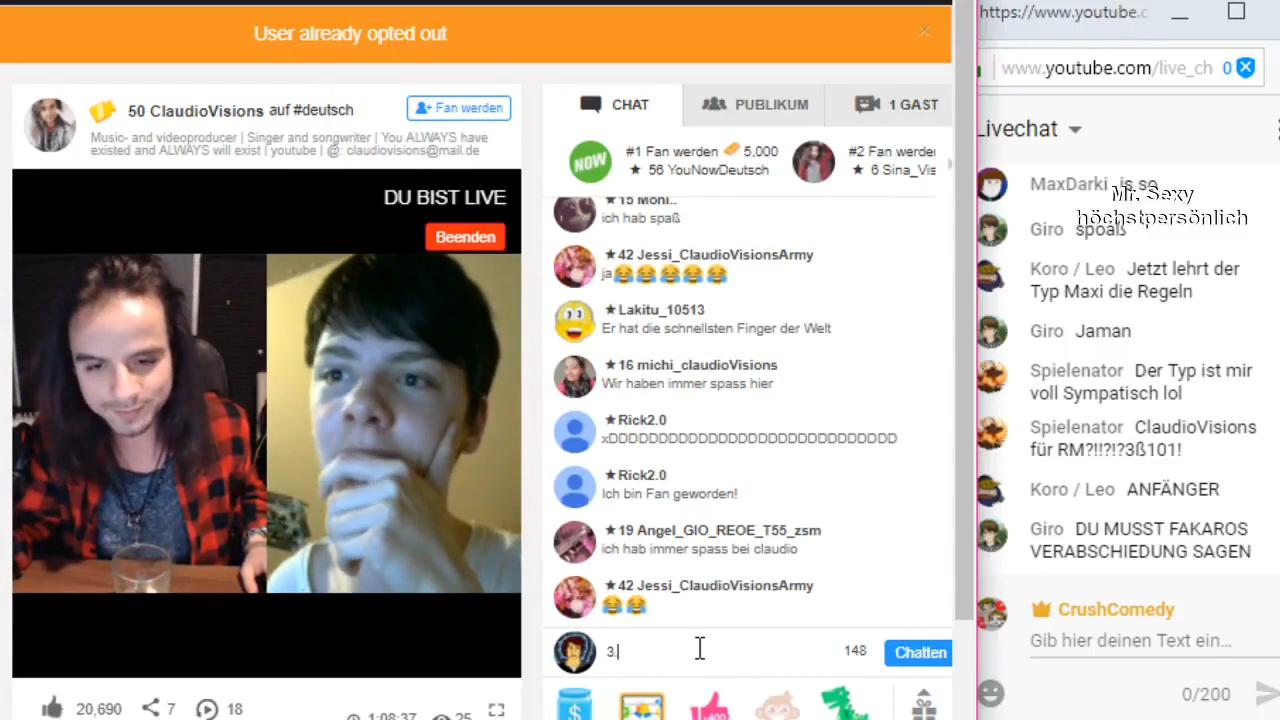 User already opted out
×
50 ClaudioVisions auf #deutsch
Fan werden
Music- and videoproducer | Singer and songwriter | You ALWAYS have
existed and ALWAYS will exist | youtube | @: claudiovisions@mail.de
DU BIST LIVE
Beenden
20,690
7
18
1:08:37
25
CHAT
PUBLIKUM
1 GAST
NOW
#1 Fan werden 5,000
★ 56 YouNowDeutsch
#2 Fan werden
★ 6 Sina_Vis
★15 Moni..
ich hab spaß
★42 Jessi_ClaudioVisionsArmy
ja😂😂😂😂😂
★Lakitu_10513
Er hat die schnellsten Finger der Welt
★16 michi_claudioVisions
Wir haben immer spass hier
★Rick2.0
xDDDDDDDDDDDDDDDDDDDDDDDDDDDDD
★Rick2.0
Ich bin Fan geworden!
★19 Angel_GIO_REOE_T55_zsm
ich hab immer spass bei claudio
★42 Jessi_ClaudioVisionsArmy
😂😂
3.
148
Chatten
https://www.youtube.c
www.youtube.com/live_ch 0
Livechat
MaxDarki is so
Mr. Sexy
höchstpersönlich
Giro spoaß
Koro / Leo Jetzt lehrt der
Typ Maxi die Regeln
Giro Jaman
Spielenator Der Typ ist mir
voll Sympatisch lol
Spielenator ClaudioVisions
für RM?!!?!?3ß101!
Koro / Leo ANFÄNGER
Giro DU MUSST FAKAROS
VERABSCHIEDUNG SAGEN
CrushComedy
Gib hier deinen Text ein...
0/200